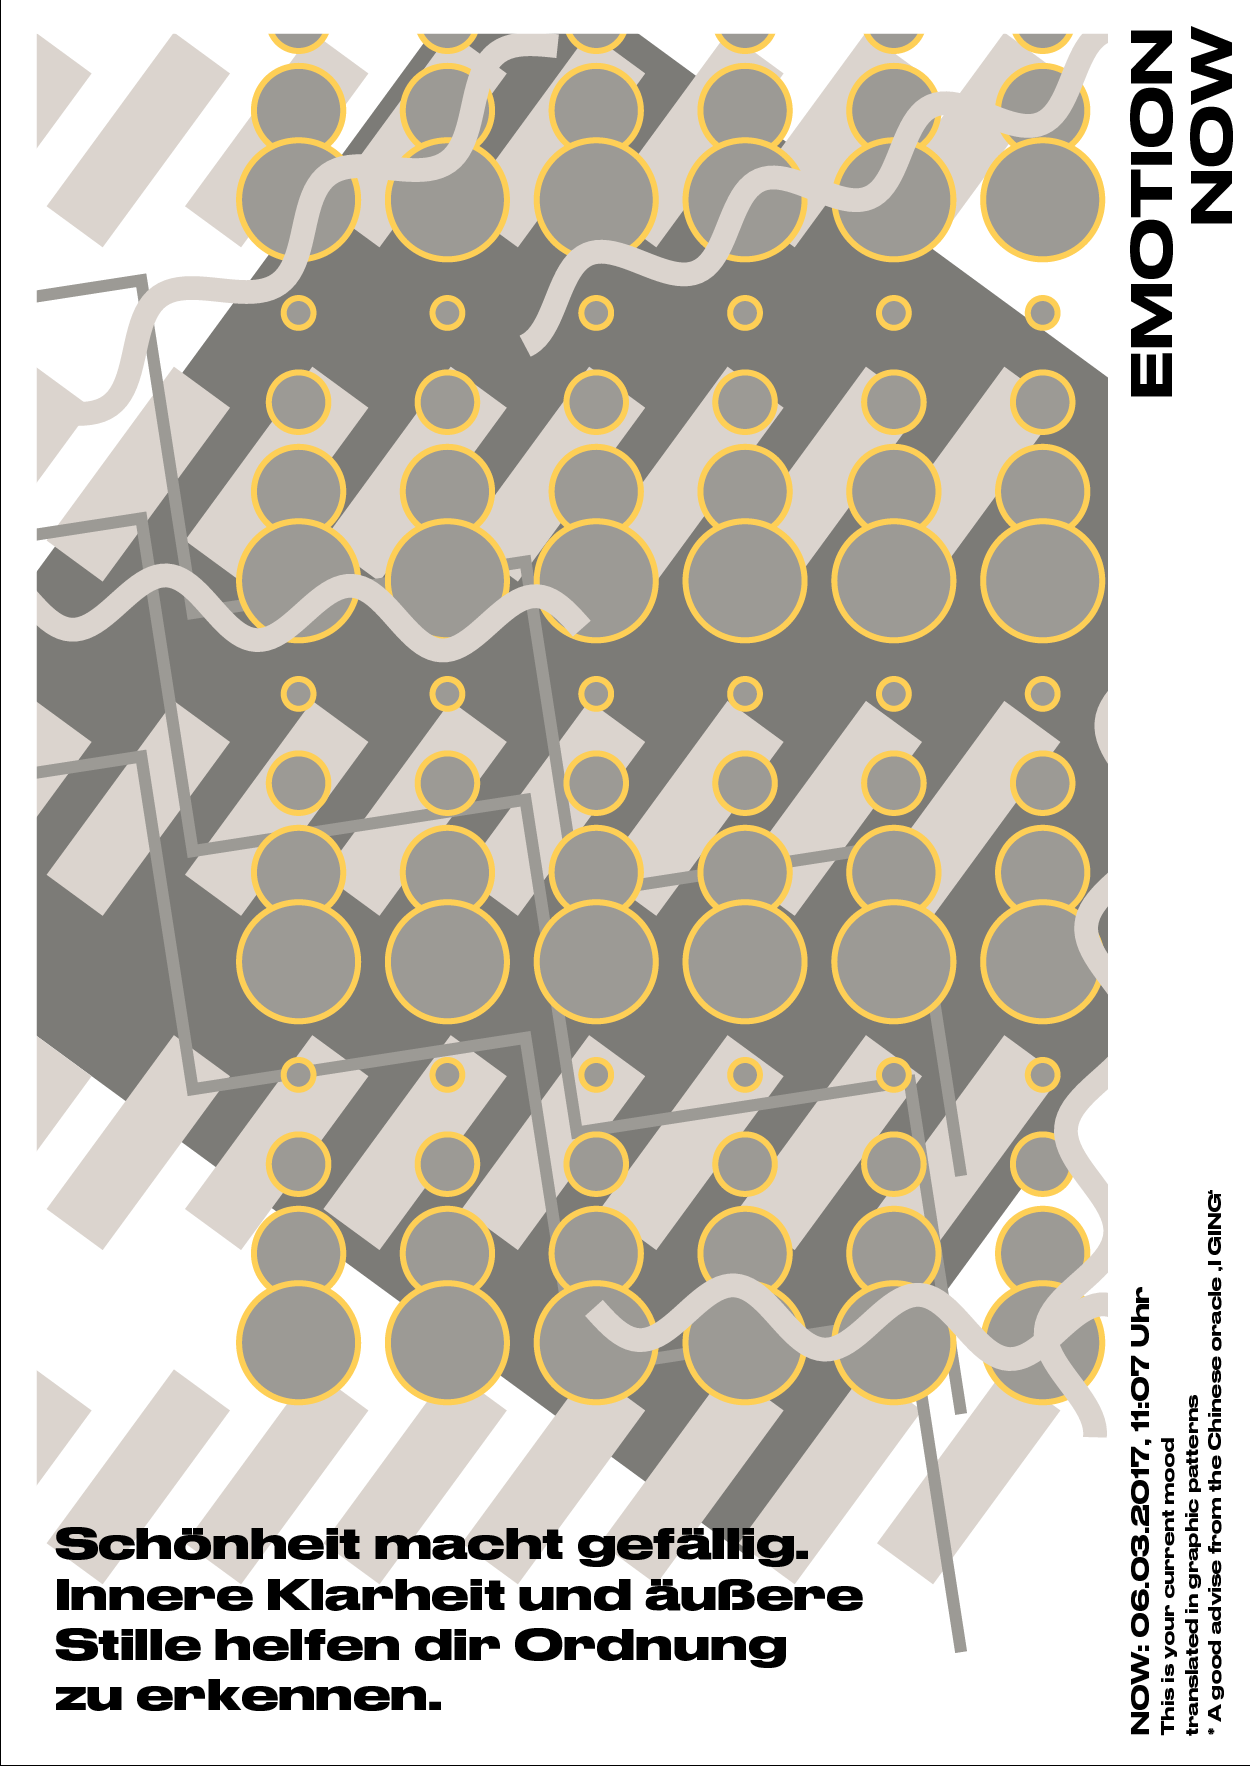 EMOTION
NOW
Schönheit macht gefällig.
Innere Klarheit und äußere
Stille helfen dir Ordnung
zu erkennen.
NOW: 06.03.2017, 11:07 Uhr
This is your current mood
translated in graphic patterns
* A good advise from the Chinese oracle ‚I GING‘